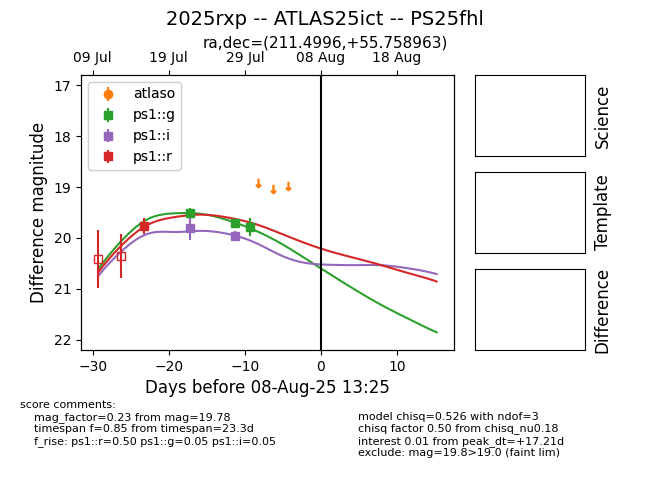 2025rxp -- ATLAS25ict -- PS25fhl
ra,dec=(211.4996,+55.758963)
09 Jul 19 Jul 29 Jul 08 Aug 18 Aug
17
18
19
20
21
22
Difference magnitude
atlaso
ps1::g
ps1::i
ps1::r
−30 −20 −10 0 10
Days before 08-Aug-25 13:25
Science
Template
Difference
score comments:
mag_factor=0.23 from mag=19.78
timespan f=0.85 from timespan=23.3d
f_rise: ps1::r=0.50 ps1::g=0.05 ps1::i=0.05
model chisq=0.526 with ndof=3
chisq factor 0.50 from chisq_nu0.18
interest 0.01 from peak_dt=+17.21d
exclude: mag=19.8>19.0 (faint lim)